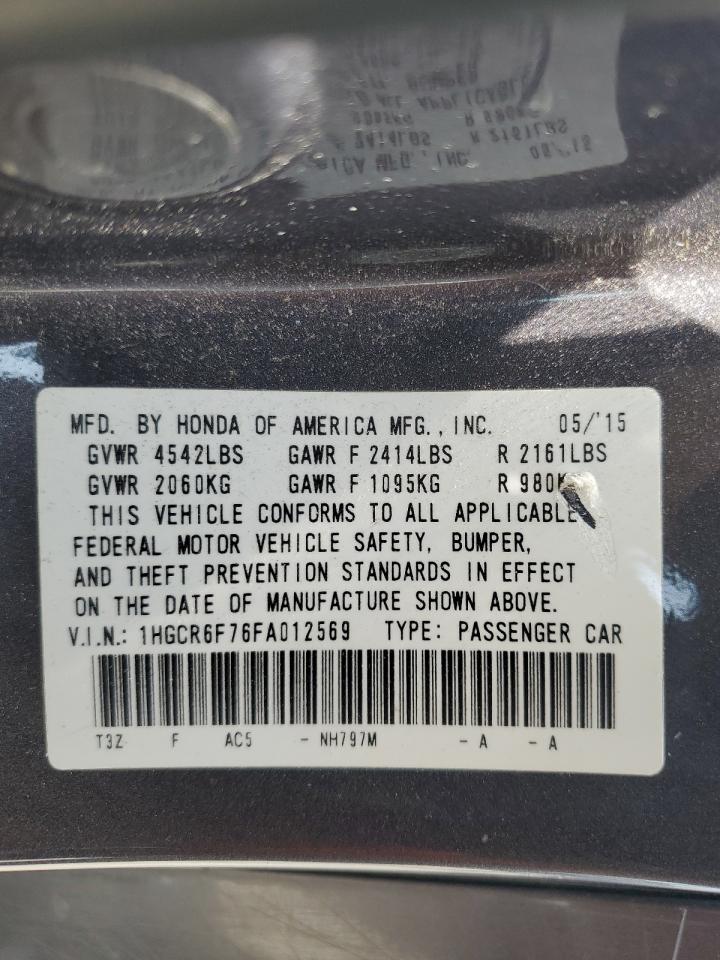 MFD. BY HONDA OF AMERICA MFG., INC. 05/'15
GVWR 4542LBS GAWR F 2414LBS R 2161LBS
GVWR 2060KG GAWR F 1095KG R 980K
THIS VEHICLE CONFORMS TO ALL APPLICABLE
FEDERAL MOTOR VEHICLE SAFETY, BUMPER,
AND THEFT PREVENTION STANDARDS IN EFFECT
ON THE DATE OF MANUFACTURE SHOWN ABOVE.
V.I.N.: 1HGCR6F76FA012569 TYPE: PASSENGER CAR
T3Z F AC5 - NH797M - A - A